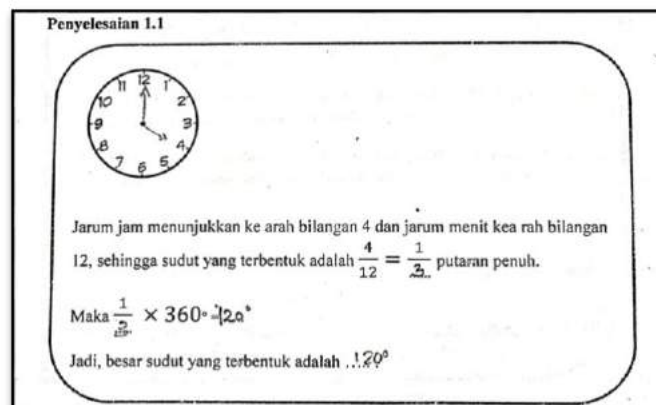 Penyelesaian 1.1
12
11 1
10 2
9 3
8 4
7 5
6
Jarum jam menunjukkan ke arah bilangan 4 dan jarum menit kea rah bilangan
12, sehingga sudut yang terbentuk adalah 4/12 = 1/3 putaran penuh.
Maka 1/3 × 360° = 120°
Jadi, besar sudut yang terbentuk adalah ..120°